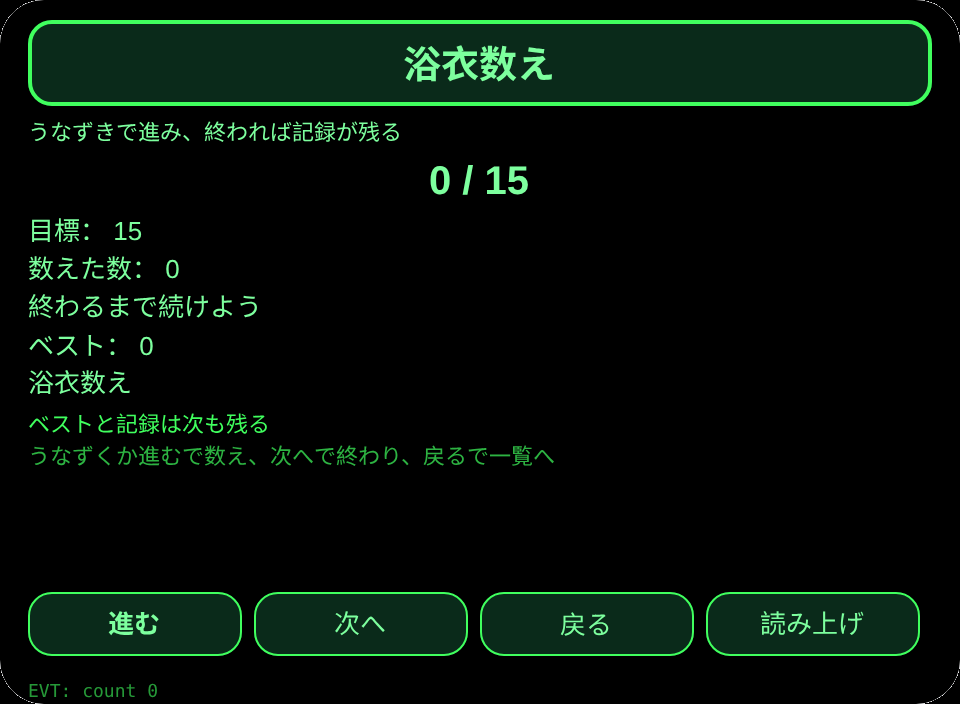 浴衣数え
うなずきで進み、終われば記録が残る
0 / 15
目標： 15
数えた数： 0
終わるまで続けよう
ベスト： 0
浴衣数え
ベストと記録は次も残る
うなずくか進むで数え、次へで終わり、戻るで一覧へ
進む
次へ
戻る
読み上げ
EVT: count 0